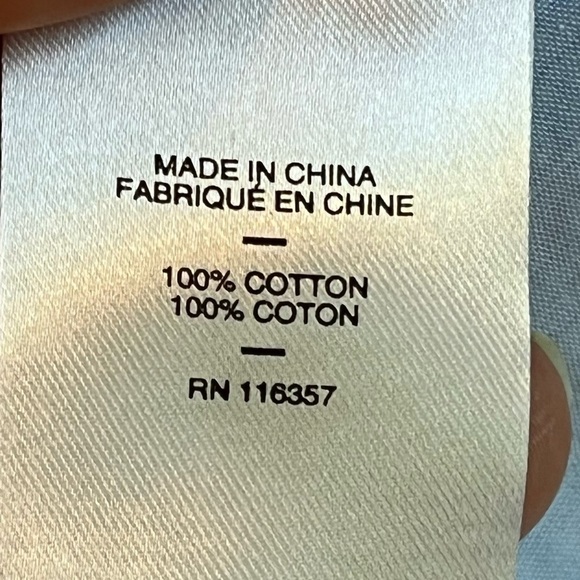 MADE IN CHINA
FABRIQUÉ EN CHINE
—
100% COTTON
100% COTON
—
RN 116357